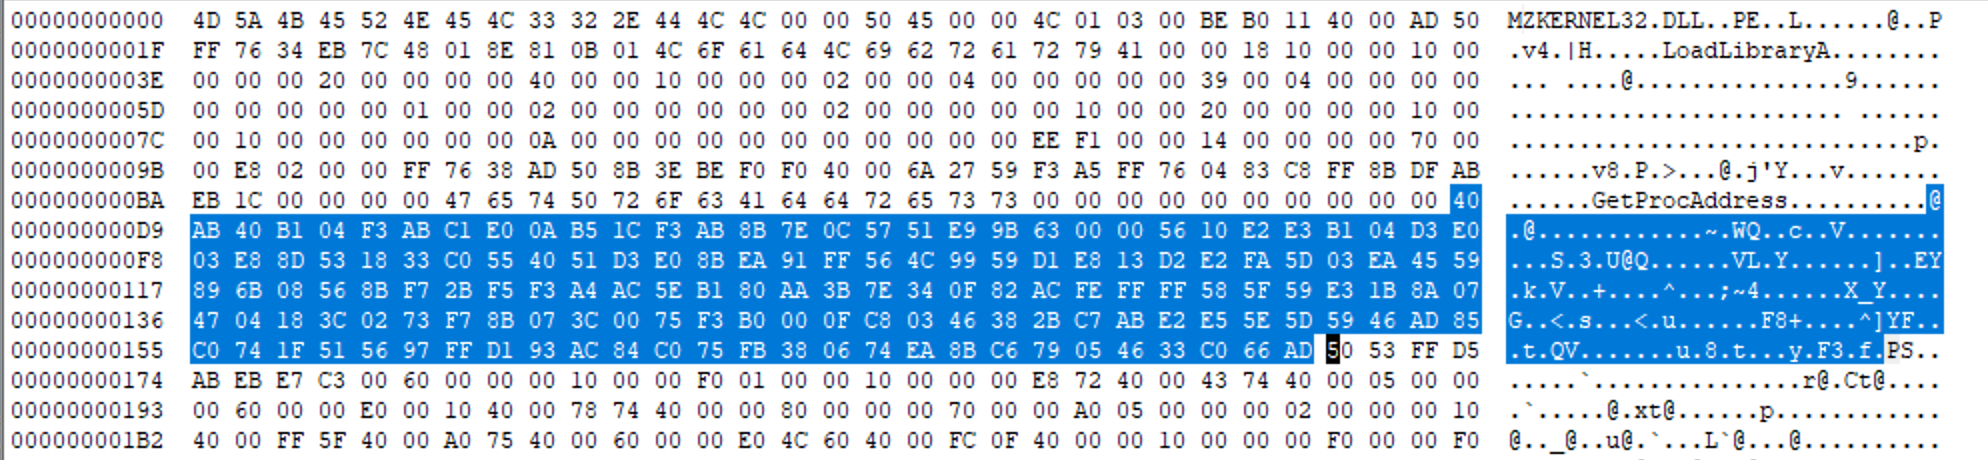 00000000000 4D 5A 4B 45 52 4E 45 4C 33 32 2E 44 4C 4C 00 00 50 45 00 00 4C 01 03 00 BE B0 11 40 00 AD 50 MZKERNEL32.DLL..PE..L......@..P
0000000001F FF 76 34 EB 7C 48 01 8E 81 0B 01 4C 6F 61 64 4C 69 62 72 61 72 79 41 00 00 18 10 00 00 10 00 .v4.|H.....LoadLibraryA........
0000000003E 00 00 00 20 00 00 00 00 40 00 00 10 00 00 00 02 00 00 04 00 00 00 00 00 39 00 04 00 00 00 00 ... ....@...............9......
0000000005D 00 00 00 00 00 01 00 00 02 00 00 00 00 00 00 02 00 00 00 00 00 10 00 00 20 00 00 00 00 10 00 ........................ ......
0000000007C 00 10 00 00 00 00 00 00 0A 00 00 00 00 00 00 00 00 00 00 00 EE F1 00 00 14 00 00 00 00 70 00 .............................p.
0000000009B 00 E8 02 00 00 FF 76 38 AD 50 8B 3E BE F0 F0 40 00 6A 27 59 F3 A5 FF 76 04 83 C8 FF 8B DF AB ......v8.P.>...@.j'Y...v.......
000000000BA EB 1C 00 00 00 00 47 65 74 50 72 6F 63 41 64 64 72 65 73 73 00 00 00 00 00 00 00 00 00 00 40 ......GetProcAddress..........@
000000000D9 AB 40 B1 04 F3 AB C1 E0 0A B5 1C F3 AB 8B 7E 0C 57 51 E9 9B 63 00 00 56 10 E2 E3 B1 04 D3 E0 .@............~.WQ..c..V.......
000000000F8 03 E8 8D 53 18 33 C0 55 40 51 D3 E0 8B EA 91 FF 56 4C 99 59 D1 E8 13 D2 E2 FA 5D 03 EA 45 59 ...S.3.U@Q......VL.Y......]..EY
00000000117 89 6B 08 56 8B F7 2B F5 F3 A4 AC 5E B1 80 AA 3B 7E 34 0F 82 AC FE FF FF 58 5F 59 E3 1B 8A 07 .k.V..+....^...;~4......X_Y....
00000000136 47 04 18 3C 02 73 F7 8B 07 3C 00 75 F3 B0 00 0F C8 03 46 38 2B C7 AB E2 E5 5E 5D 59 46 AD 85 G..<.s...<.u......F8+....^]YF..
00000000155 C0 74 1F 51 56 97 FF D1 93 AC 84 C0 75 FB 38 06 74 EA 8B C6 79 05 46 33 C0 66 AD 50 53 FF D5 .t.QV.......u.8.t...y.F3.f.PS..
00000000174 AB EB E7 C3 00 60 00 00 00 10 00 00 F0 01 00 00 10 00 00 00 E8 72 40 00 43 74 40 00 05 00 00 .....`...............r@.Ct@....
00000000193 00 60 00 00 E0 00 10 40 00 78 74 40 00 00 80 00 00 00 70 00 00 A0 05 00 00 00 02 00 00 00 10 .`.....@.xt@......p............
000000001B2 40 00 FF 5F 40 00 A0 75 40 00 60 00 00 E0 4C 60 40 00 FC 0F 40 00 00 10 00 00 00 F0 00 00 F0 @.._@..u@.`...L`@...@..........